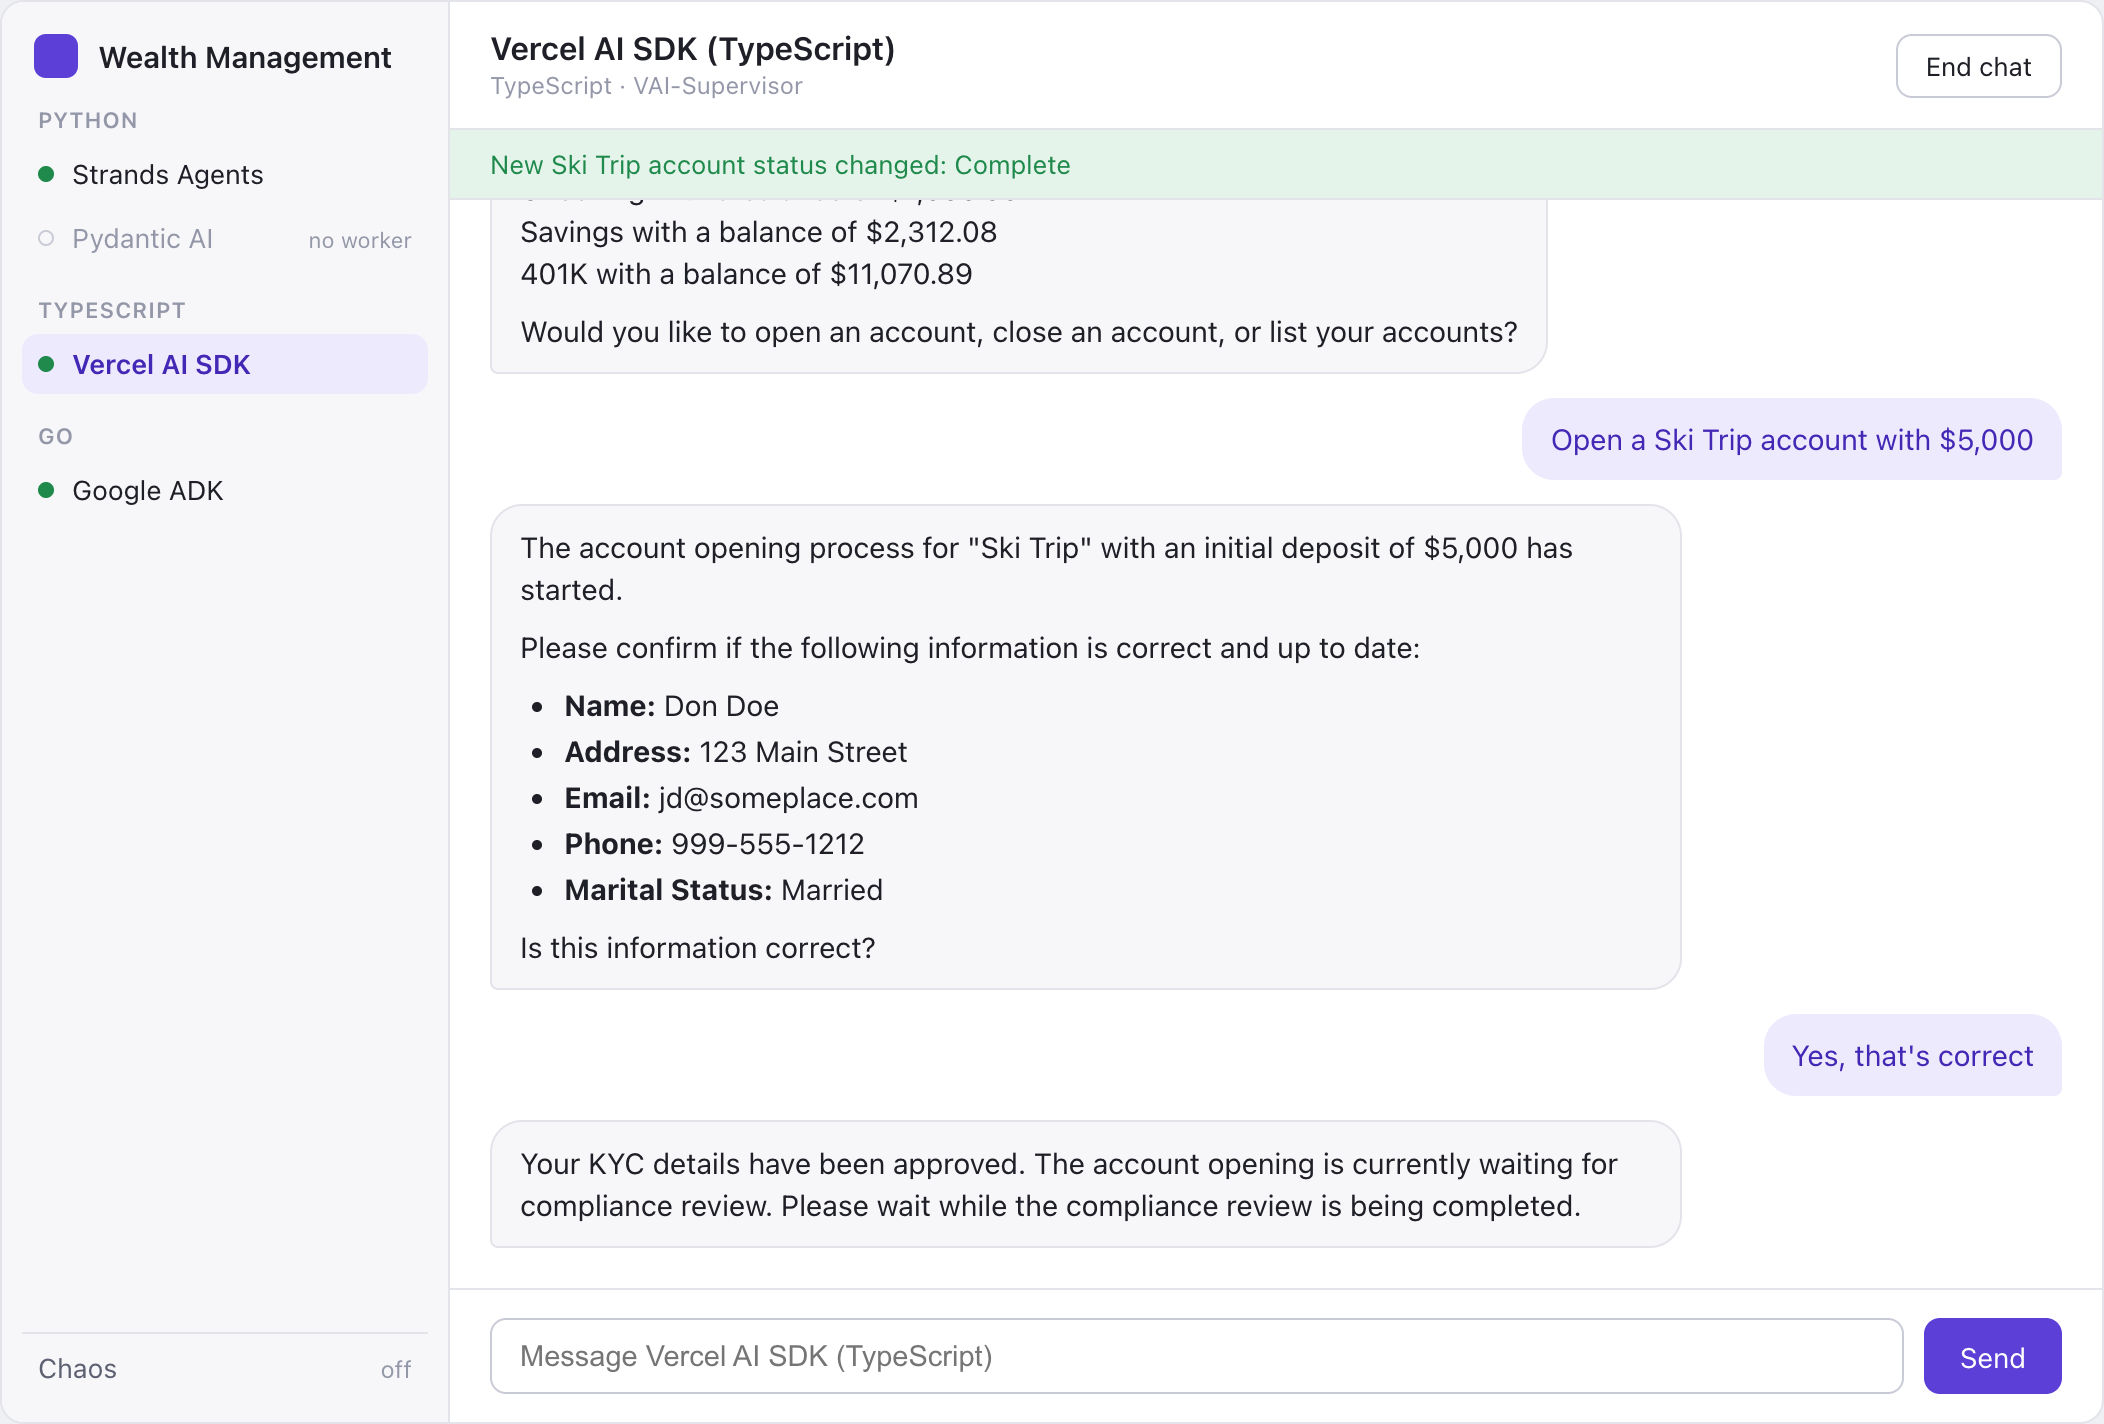 Wealth Management
PYTHON
Strands Agents
Pydantic AI no worker
TYPESCRIPT
Vercel AI SDK
GO
Google ADK
Chaos off
Vercel AI SDK (TypeScript)
TypeScript · VAI-Supervisor
End chat
New Ski Trip account status changed: Complete
Savings with a balance of $2,312.08
401K with a balance of $11,070.89
Would you like to open an account, close an account, or list your accounts?
Open a Ski Trip account with $5,000
The account opening process for "Ski Trip" with an initial deposit of $5,000 has
started.
Please confirm if the following information is correct and up to date:
• Name: Don Doe
• Address: 123 Main Street
• Email: jd@someplace.com
• Phone: 999-555-1212
• Marital Status: Married
Is this information correct?
Yes, that's correct
Your KYC details have been approved. The account opening is currently waiting for
compliance review. Please wait while the compliance review is being completed.
Message Vercel AI SDK (TypeScript)
Send